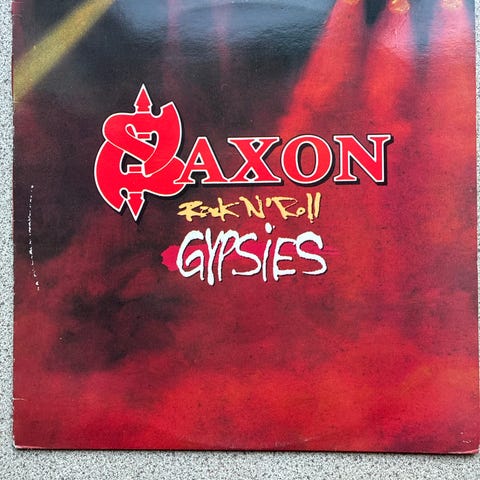 SAXON
Rock N' Roll
GYPSiES